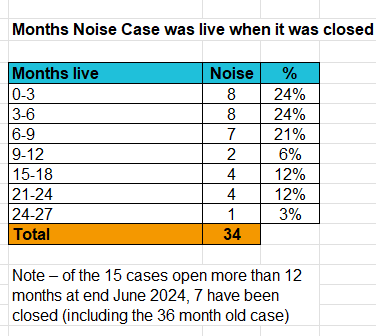 Months Noise Case was live when it was closed
Months live Noise %
0-3 8 24%
3-6 8 24%
6-9 7 21%
9-12 2 6%
15-18 4 12%
21-24 4 12%
24-27 1 3%
Total 34
Note – of the 15 cases open more than 12
months at end June 2024, 7 have been
closed (including the 36 month old case)